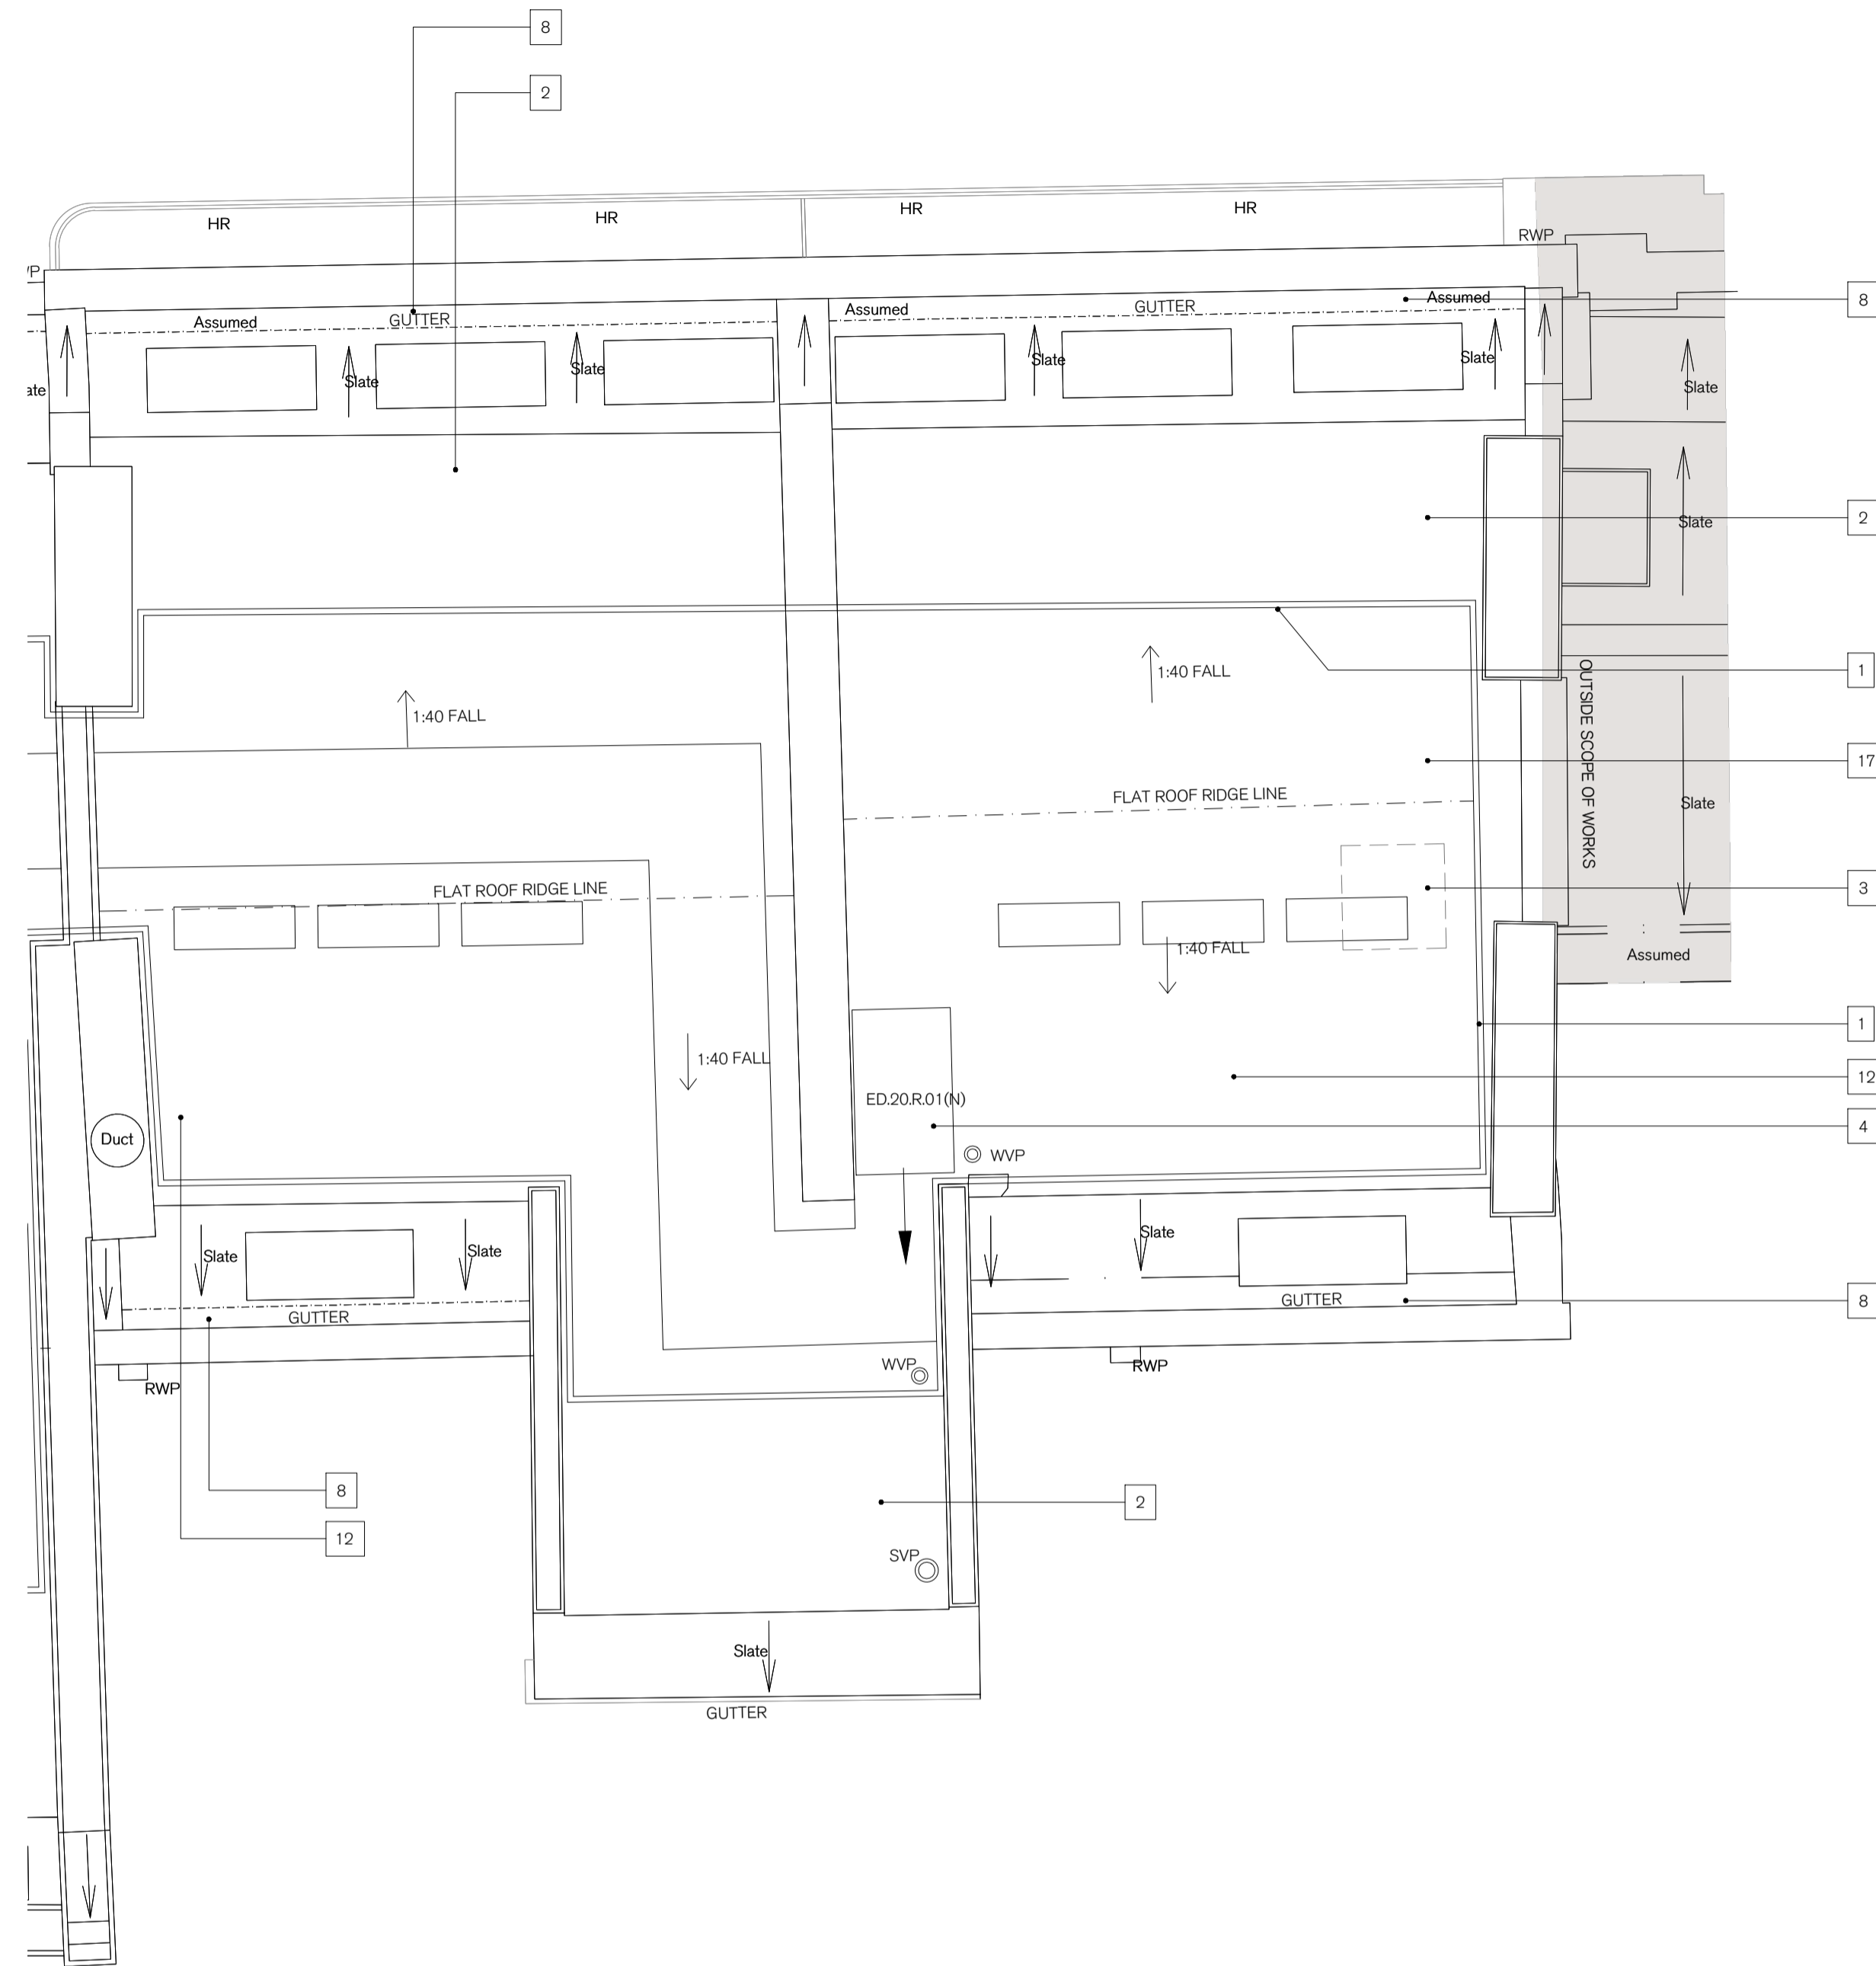 8
2
HR
HR
HR
HR
RWP
Assumed
GUTTER
Assumed
GUTTER
Assumed
8
Slate
Slate
Slate
Slate
Slate
2
Slate
1:40 FALL
1
1:40 FALL
OUTSIDE SCOPE OF WORKS
17
FLAT ROOF RIDGE LINE
Slate
FLAT ROOF RIDGE LINE
3
1:40 FALL
Assumed
1
1:40 FALL
12
ED.20.R.01(N)
4
Duct
WVP
Slate
Slate
Slate
GUTTER
8
GUTTER
WVP
RWP
RWP
8
2
12
SVP
Slate
GUTTER